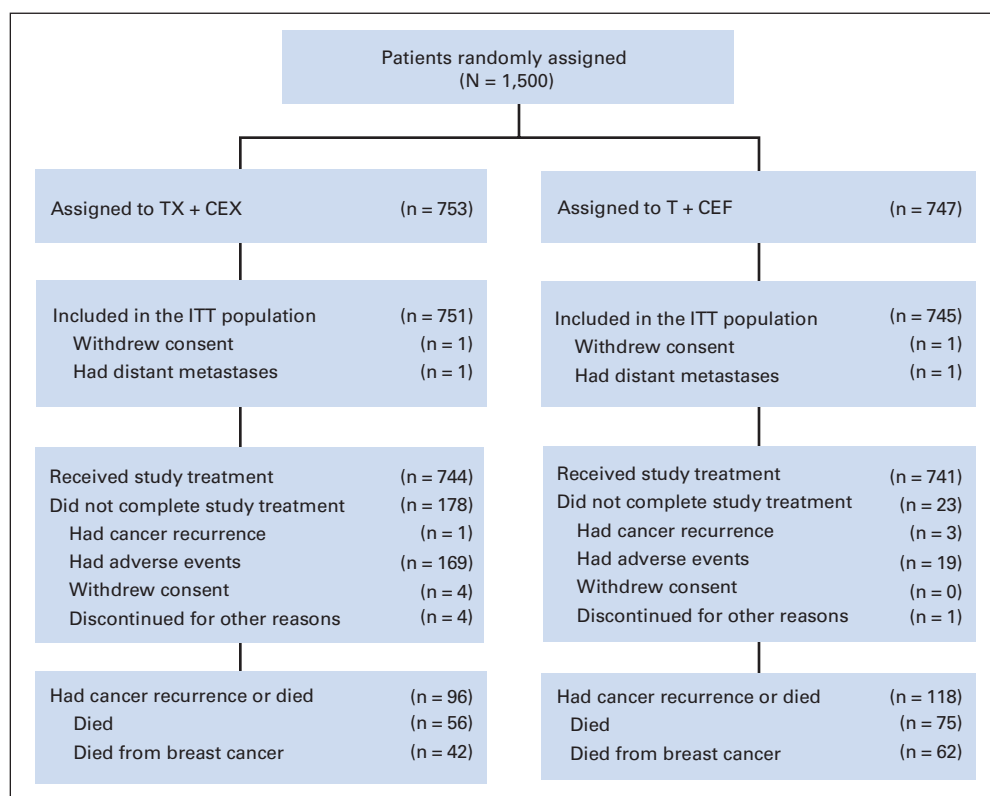 Patients randomly assigned
(N = 1,500)
Assigned to TX + CEX (n = 753)
Assigned to T + CEF (n = 747)
Included in the ITT population (n = 751)
Withdrew consent (n = 1)
Had distant metastases (n = 1)
Included in the ITT population (n = 745)
Withdrew consent (n = 1)
Had distant metastases (n = 1)
Received study treatment (n = 744)
Did not complete study treatment (n = 178)
Had cancer recurrence (n = 1)
Had adverse events (n = 169)
Withdrew consent (n = 4)
Discontinued for other reasons (n = 4)
Received study treatment (n = 741)
Did not complete study treatment (n = 23)
Had cancer recurrence (n = 3)
Had adverse events (n = 19)
Withdrew consent (n = 0)
Discontinued for other reasons (n = 1)
Had cancer recurrence or died (n = 96)
Died (n = 56)
Died from breast cancer (n = 42)
Had cancer recurrence or died (n = 118)
Died (n = 75)
Died from breast cancer (n = 62)